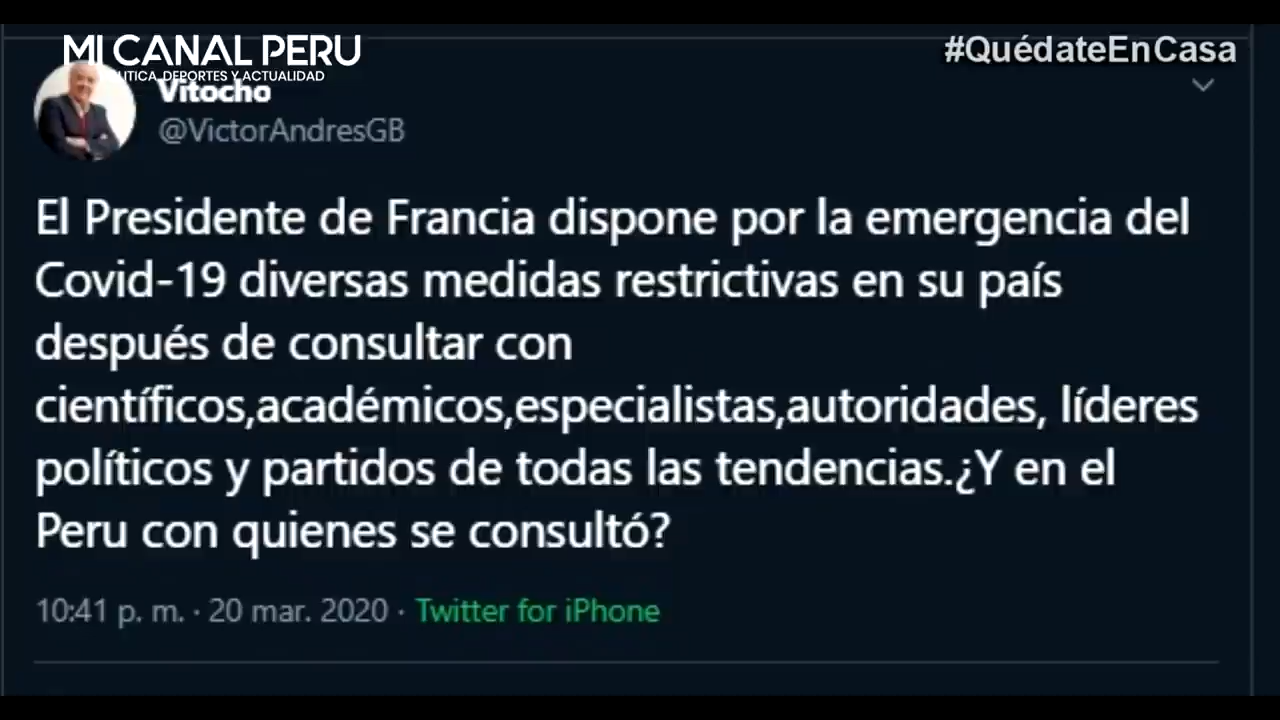 MI CANAL PERU
#QuédateEnCasa
DEPORTES Y ACTUALIDAD
Vitocho
@VictorAndresGB
El Presidente de Francia dispone por la emergencia del
Covid-19 diversas medidas restrictivas en su país
después de consultar con
científicos,académicos,especialistas,autoridades, líderes
políticos y partidos de todas las tendencias.¿Y en el
Peru con quienes se consultó?
10:41 p. m. · 20 mar. 2020 · Twitter for iPhone